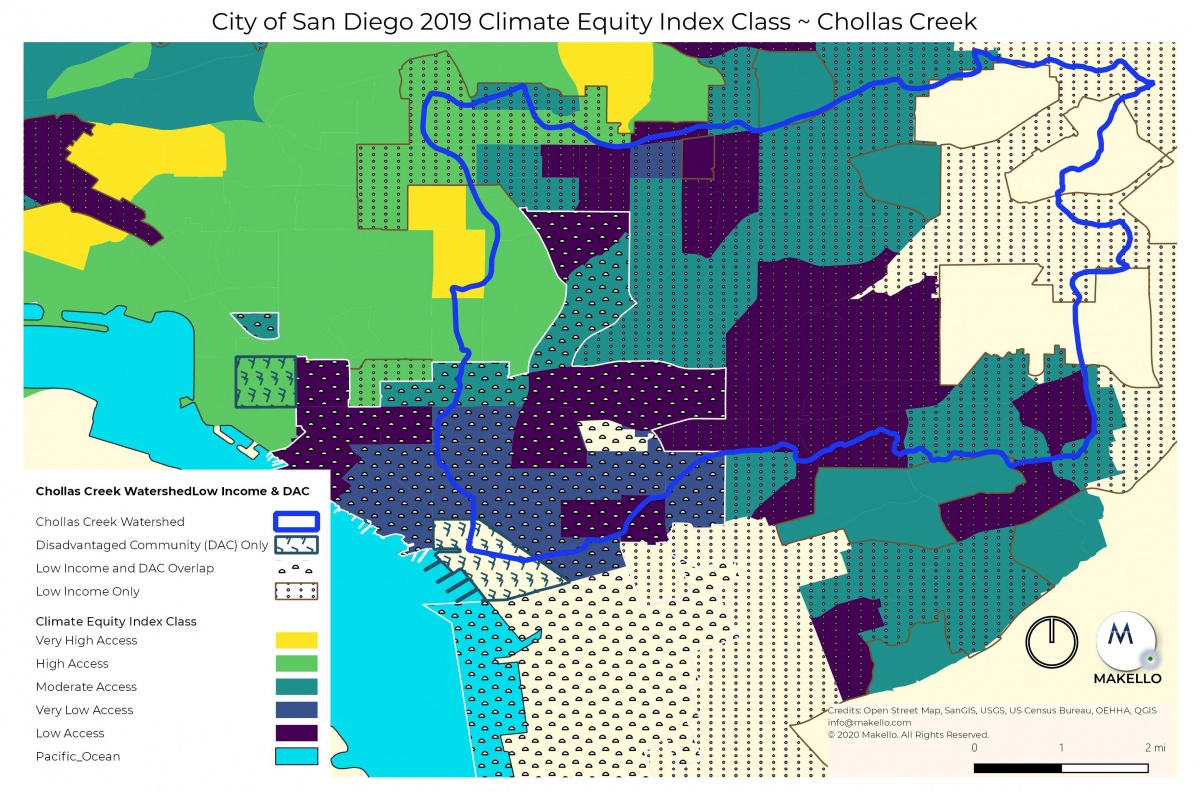 City of San Diego 2019 Climate Equity Index Class ~ Chollas Creek
Chollas Creek WatershedLow Income & DAC
Chollas Creek Watershed
Disadvantaged Community (DAC) Only
Low Income and DAC Overlap
Low Income Only
Climate Equity Index Class
Very High Access
High Access
Moderate Access
Very Low Access
Low Access
Pacific_Ocean
M
MAKELLO
Credits: Open Street Map, SanGIS, USGS, US Census Bureau, OEHHA, QGIS
info@makello.com
© 2020 Makello. All Rights Reserved.
0 1 2 mi